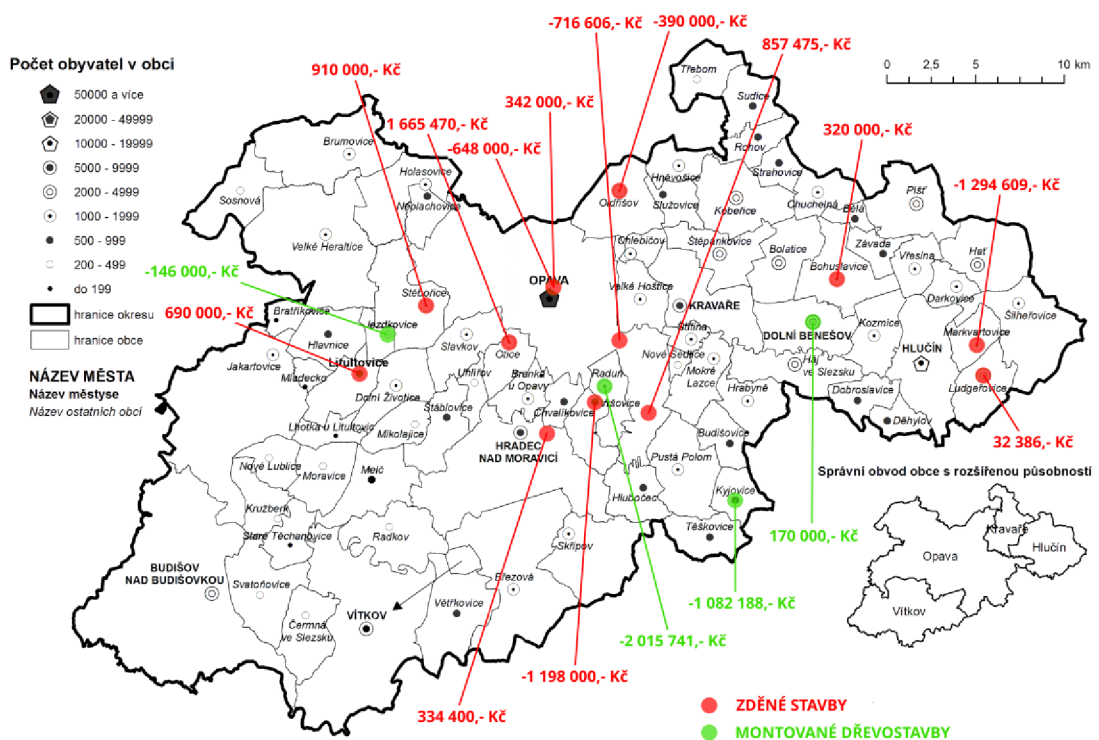 -716 606,- Kč
-390 000,- Kč
857 475,- Kč
Počet obyvatel v obci
50000 a více
20000 - 49999
10000 - 19999
5000 - 9999
2000 - 4999
1000 - 1999
500 - 999
200 - 499
do 199
hranice okresu
hranice obce
NÁZEV MĚSTA
Název městyse
Název ostatních obcí
910 000,- Kč
1 665 470,- Kč
-648 000,- Kč
342 000,- Kč
320 000,- Kč
-1 294 609,- Kč
-146 000,- Kč
690 000,- Kč
0 2,5 5 10 km
Třebom
Sudice
Rohov
Strahovice
Chuchelná
Píšť
Bělá
Hať
Závada
Vřesina
Bolatice
Bohuslavice
Darkovice
Šilheřovice
Markvartovice
Ludgeřovice
HLUČÍN
Kozmice
DOLNÍ BENEŠOV
Háj
ve Slezsku
Dobroslavice
Děhylov
Hněvošice
Oldřišov
Služovice
Kobeřice
Chlebičov
Štěpánkovice
Velké Hoštice
KRAVAŘE
Štítina
Nové Sedlice
Mokré
Lazce
Hrabyně
Budišovice
Pustá Polom
Kyjovice
Těškovice
Hlubočec
Brumovice
Holasovice
Neplachovice
Sosnová
Velké Heraltice
OPAVA
Stěbořice
Bratříkovice
Jezdkovice
Hlavnice
Jakartovice
Litultovice
Mladecko
Dolní Životice
Slavkov
Otice
Uhlířov
Branka
u Opavy
Raduň
Vršovice
Chvalíkovice
Štáblovice
Mikolajice
Lhotka u Litultovic
HRADEC
NAD MORAVICÍ
Nové Lublice
Moravice
Melč
Kružberk
Staré Těchanovice
Radkov
Skřipov
BUDIŠOV
NAD BUDIŠOVKOU
Svatoňovice
Čermná
ve Slezsku
VÍTKOV
Větřkovice
Březová
32 386,- Kč
170 000,- Kč
-1 082 188,- Kč
-2 015 741,- Kč
-1 198 000,- Kč
334 400,- Kč
Správní obvod obce s rozšířenou působností
Kravaře
Opava
Hlučín
Vítkov
ZDĚNÉ STAVBY
MONTOVANÉ DŘEVOSTAVBY